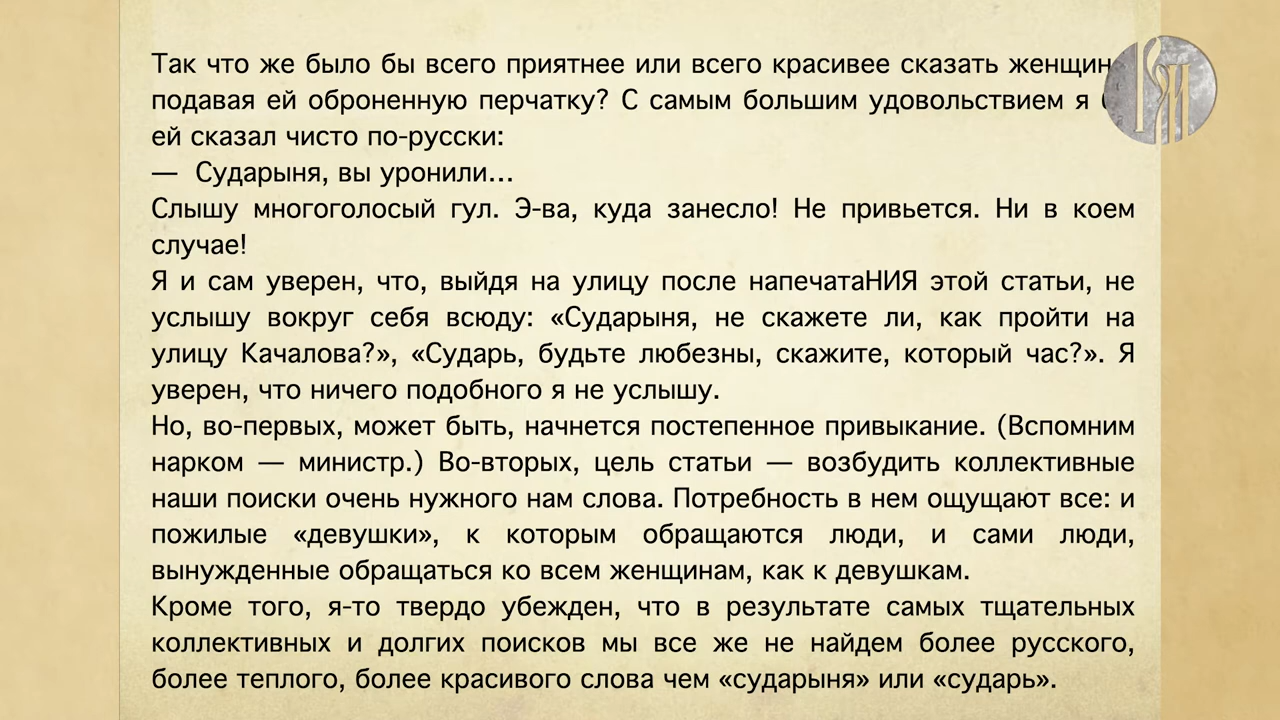 Так что же было бы всего приятнее или всего красивее сказать
подавая ей оброненную перчатку? С самым большим удовольствием я
ей сказал чисто по-русски:
— Сударыня, вы уронили...
Слышу многоголосый гул. Э-ва, куда занесло! Не привьется. Ни в коем
случае!
Я и сам уверен, что, выйдя на улицу после напечатаНИЯ этой статьи, не
услышу вокруг себя всюду: «Сударыня, не скажете ли, как пройти на
улицу Качалова?», «Сударь, будьте любезны, скажите, который час?». Я
уверен, что ничего подобного я не услышу.
Но, во-первых, может быть, начнется постепенное привыкание. (Вспомним
нарком — министр.) Во-вторых, цель статьи — возбудить коллективные
наши поиски очень нужного нам слова. Потребность в нем ощущают все: и
пожилые «девушки», к которым обращаются люди, и сами люди,
вынужденные обращаться ко всем женщинам, как к девушкам.
Кроме того, я-то твердо убежден, что в результате самых тщательных
коллективных и долгих поисков мы все же не найдем более русского,
более теплого, более красивого слова чем «сударыня» или «сударь».